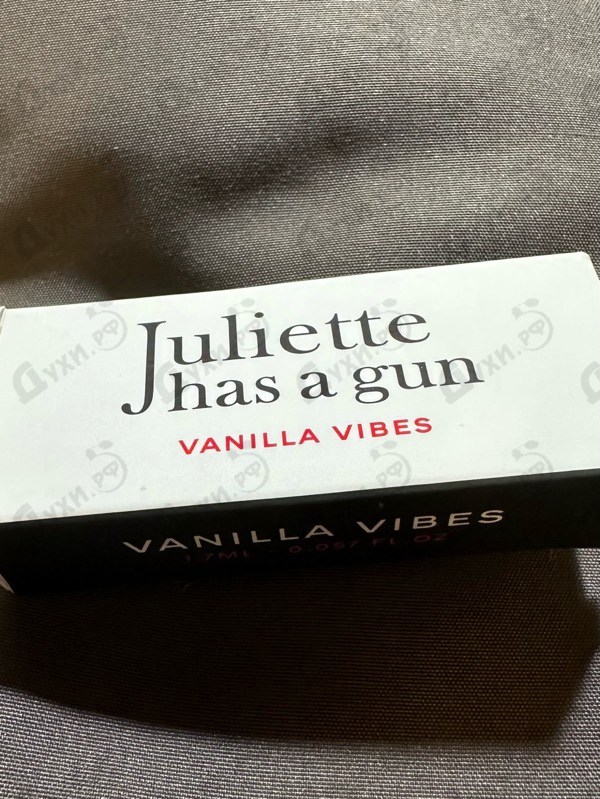 Juliette
has a gun
VANILLA VIBES
VANILLA VIBES
1.7ML - 0.057 FL OZ
Духи.РФ